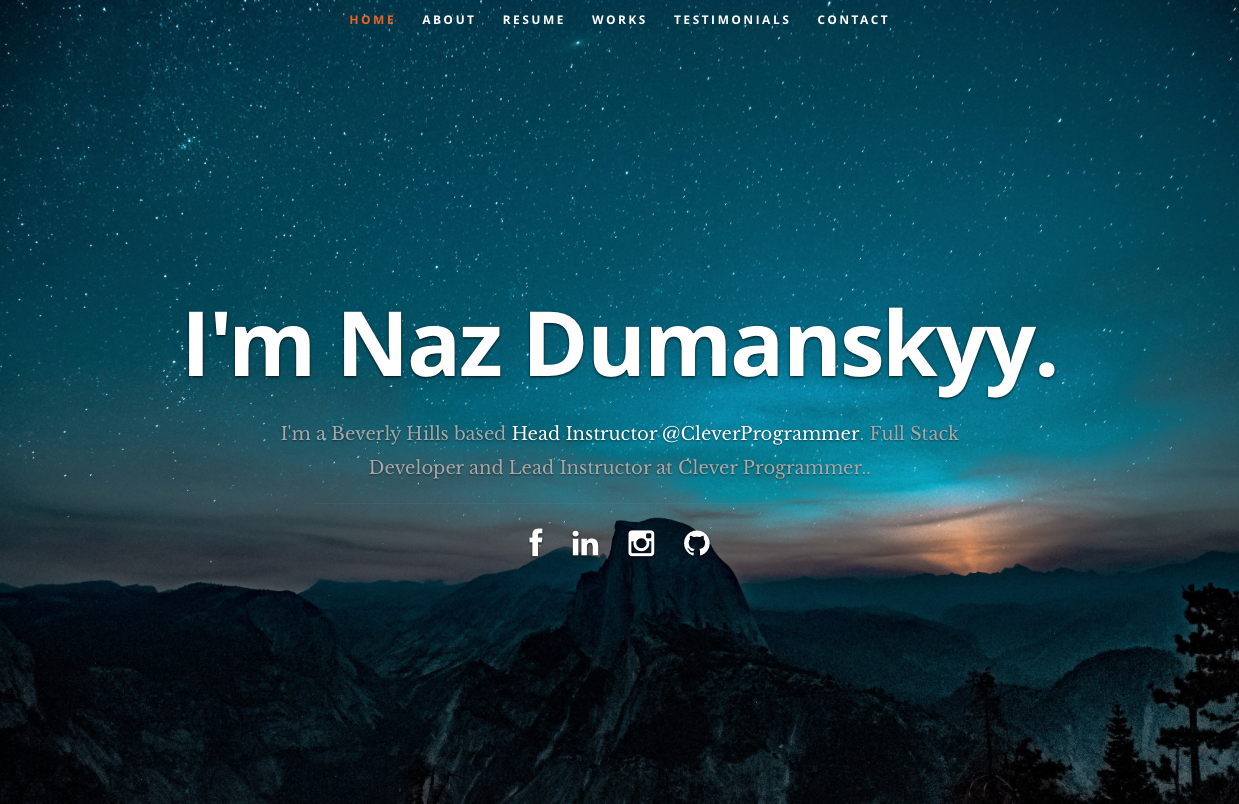 HOME ABOUT RESUME WORKS TESTIMONIALS CONTACT
I'm Naz Dumanskyy.
I'm a Beverly Hills based Head Instructor @CleverProgrammer. Full Stack
Developer and Lead Instructor at Clever Programmer..